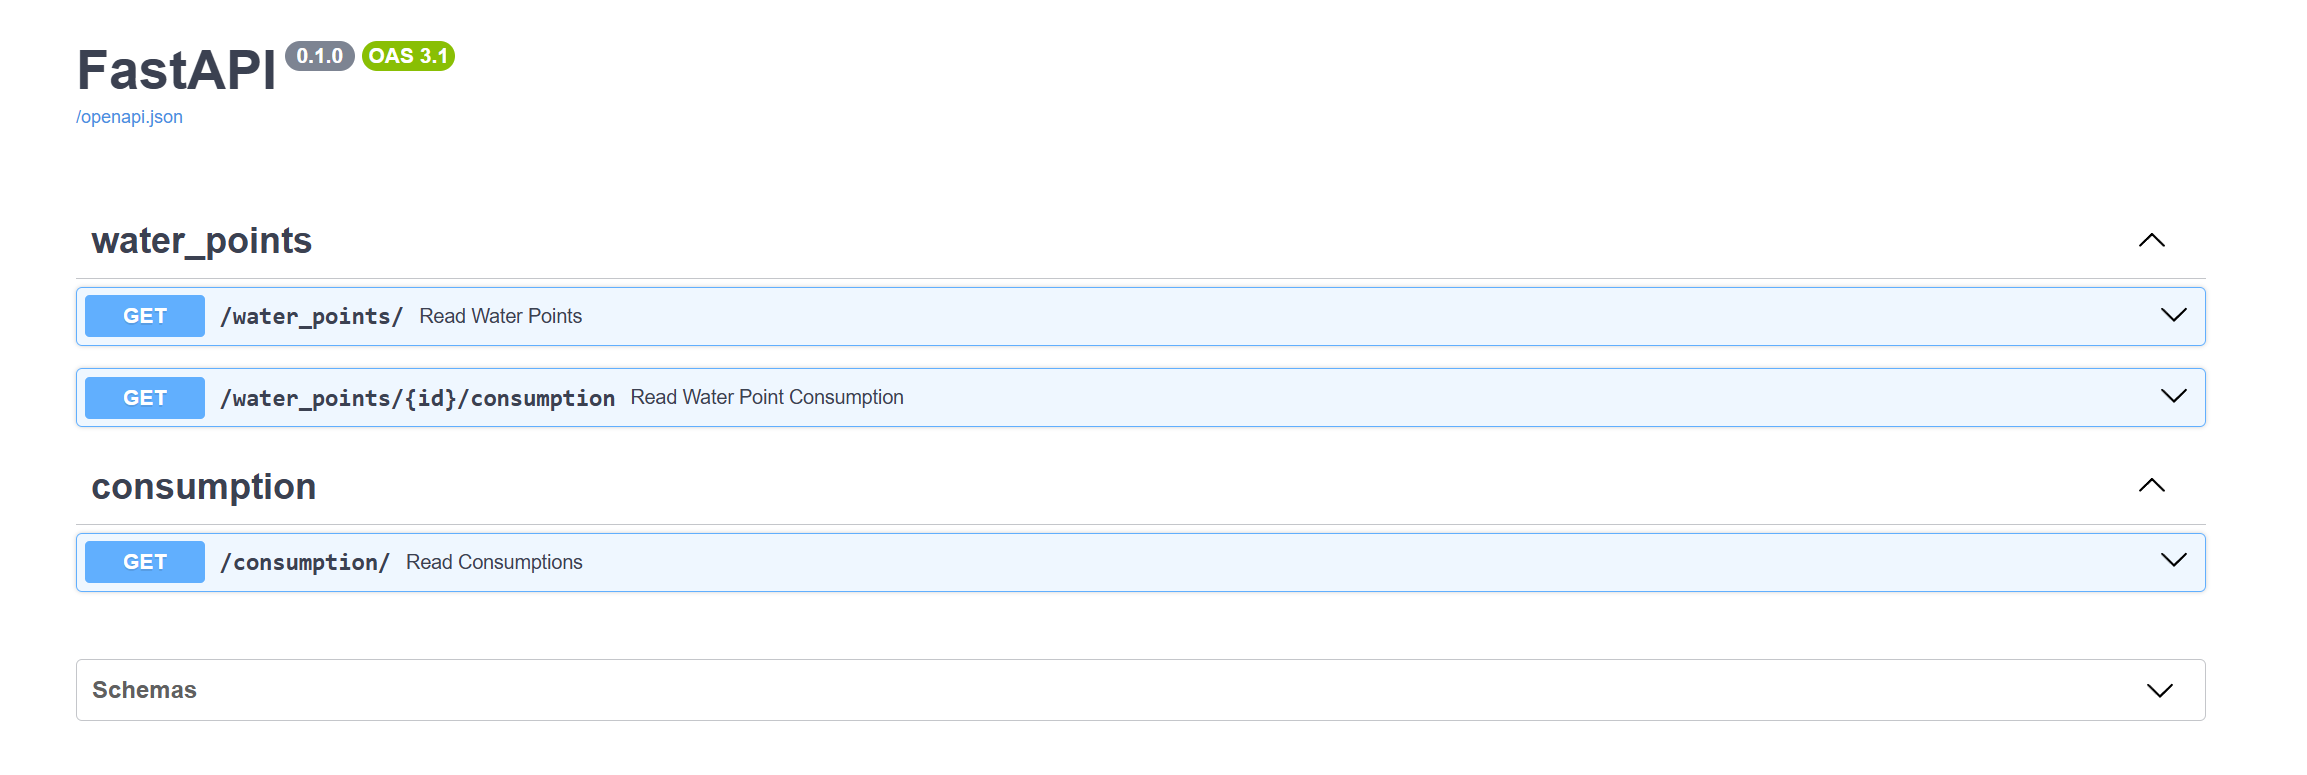 FastAPI 0.1.0 OAS 3.1
/openapi.json
water_points
GET /water_points/ Read Water Points
GET /water_points/{id}/consumption Read Water Point Consumption
consumption
GET /consumption/ Read Consumptions
Schemas